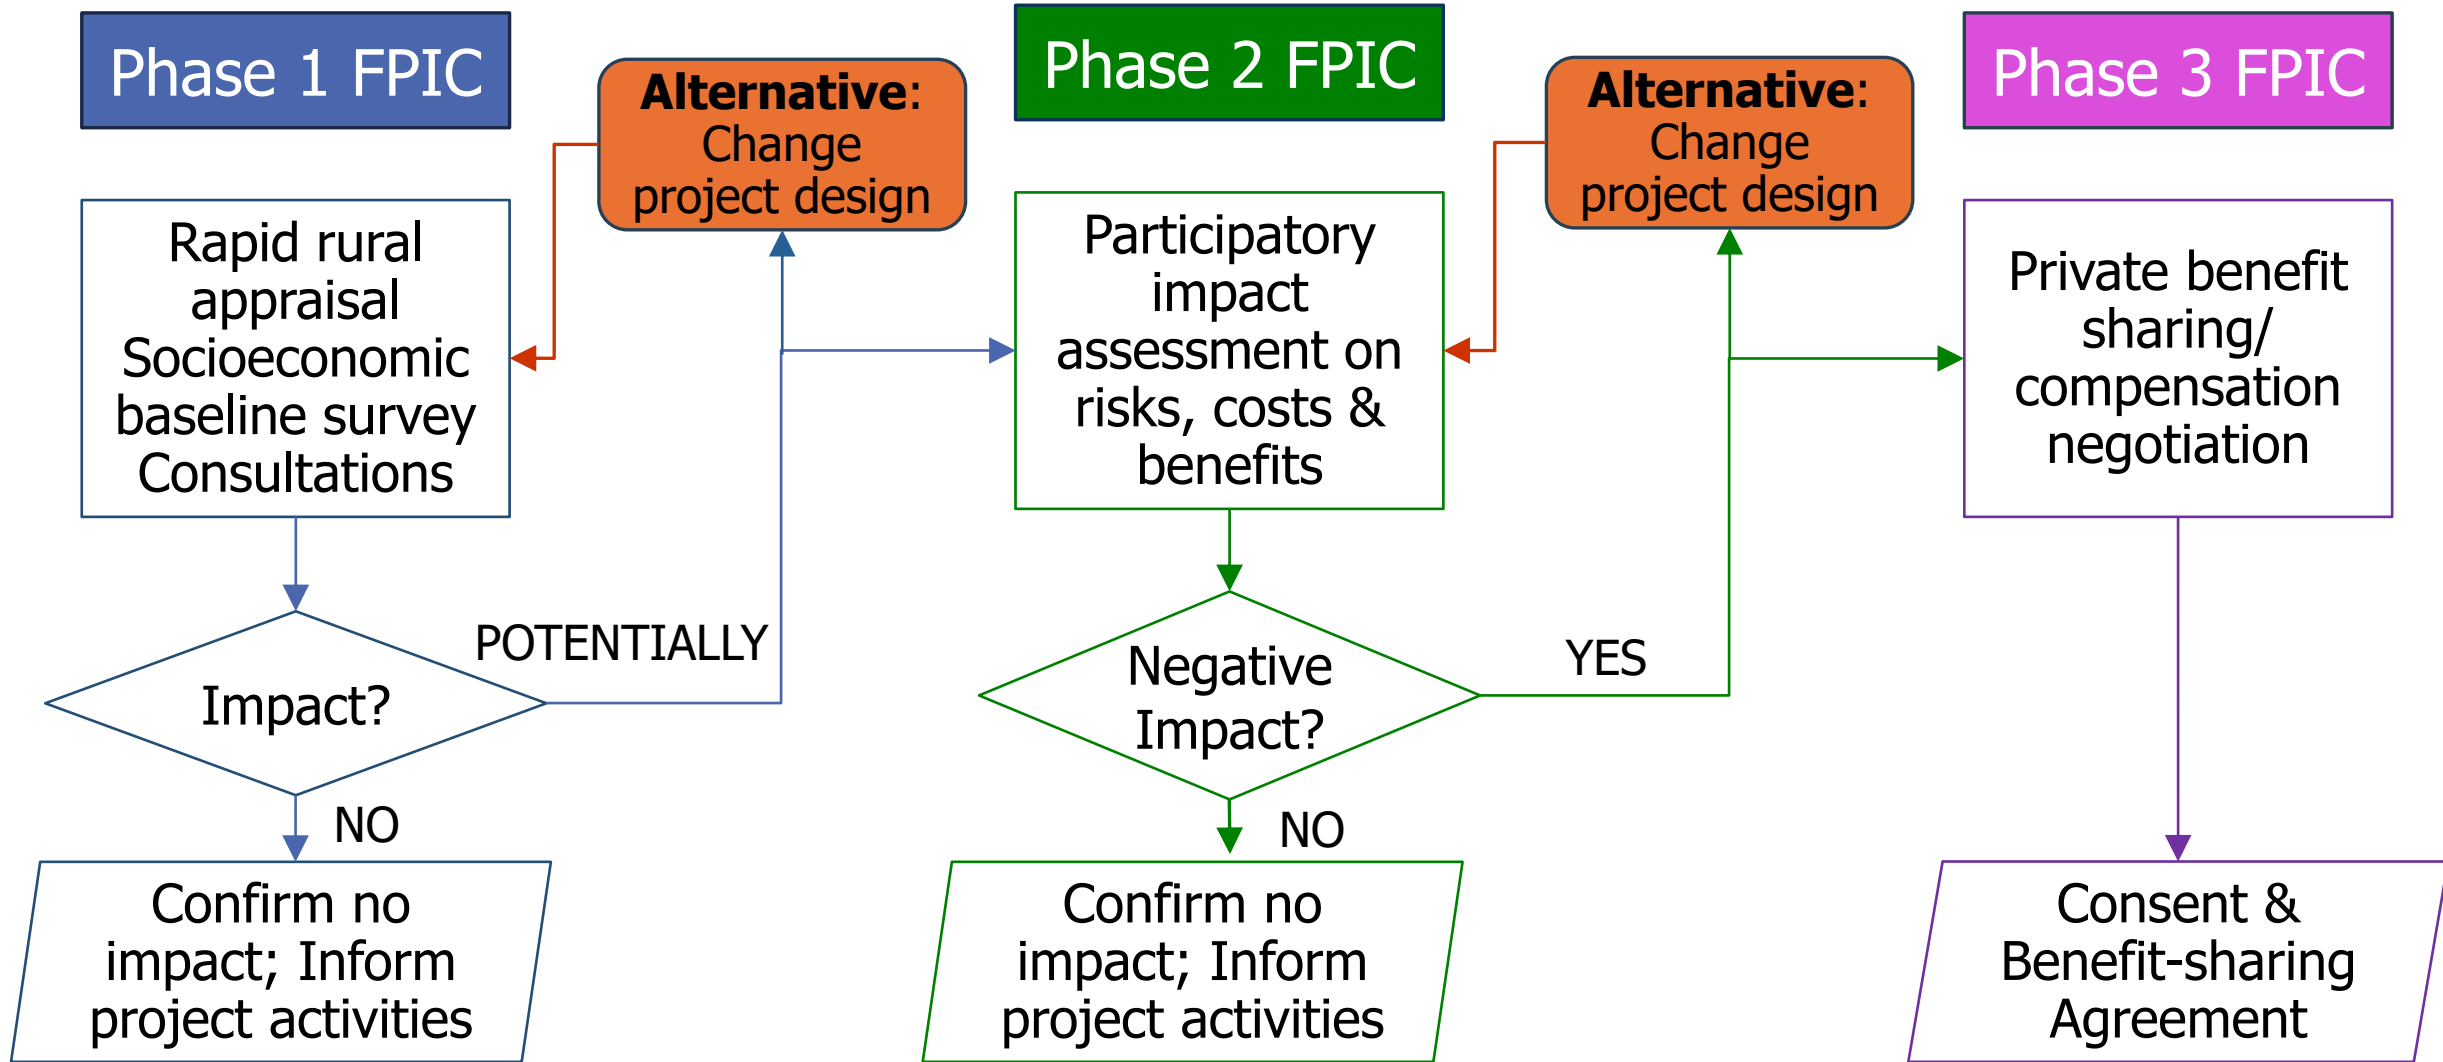 Phase 1 FPIC
Rapid rural
appraisal
Socioeconomic
baseline survey
Consultations
Impact?
POTENTIALLY
NO
Confirm no
impact; Inform
project activities
Alternative:
Change
project design
Phase 2 FPIC
Participatory
impact
assessment on
risks, costs &
benefits
Negative
Impact?
YES
NO
Confirm no
impact; Inform
project activities
Alternative:
Change
project design
Phase 3 FPIC
Private benefit
sharing/
compensation
negotiation
Consent &
Benefit-sharing
Agreement